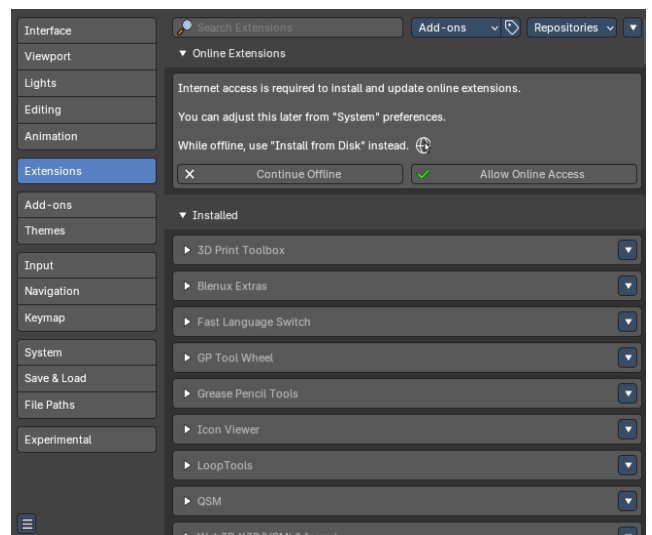 Interface
Viewport
Lights
Editing
Animation
Extensions
Add-ons
Themes
Input
Navigation
Keymap
System
Save & Load
File Paths
Experimental
Search Extensions
Add-ons
Repositories
Online Extensions
Internet access is required to install and update online extensions.
You can adjust this later from "System" preferences.
While offline, use "Install from Disk" instead.
Continue Offline
Allow Online Access
Installed
3D Print Toolbox
Blenux Extras
Fast Language Switch
GP Tool Wheel
Grease Pencil Tools
Icon Viewer
LoopTools
QSM